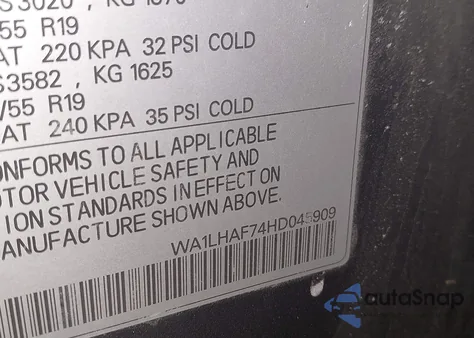 S3020 , KG 1370
/55 R19
AT 220 KPA 32 PSI COLD
S3582 , KG 1625
/55 R19
AT 240 KPA 35 PSI COLD
ONFORMS TO ALL APPLICABLE
OTOR VEHICLE SAFETY AND
ION STANDARDS IN EFFECT ON
ANUFACTURE SHOWN ABOVE.
WA1LHAF74HD045909
autoSnap